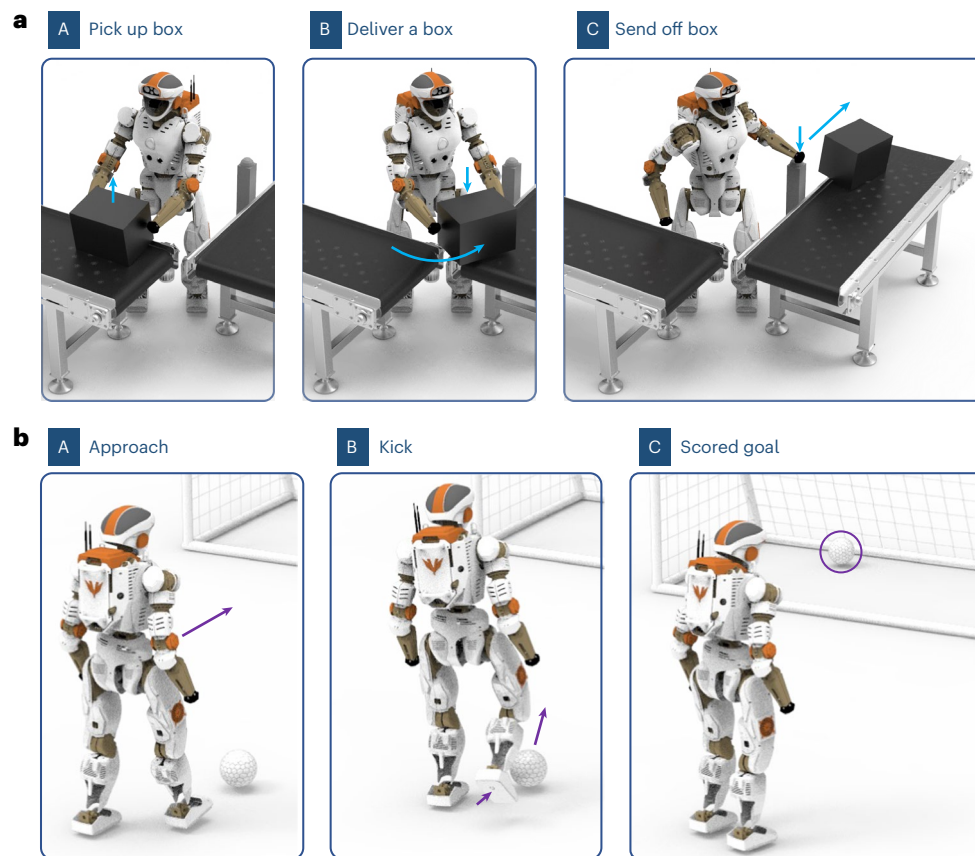 a
A Pick up box
B Deliver a box
C Send off box
b
A Approach
B Kick
C Scored goal